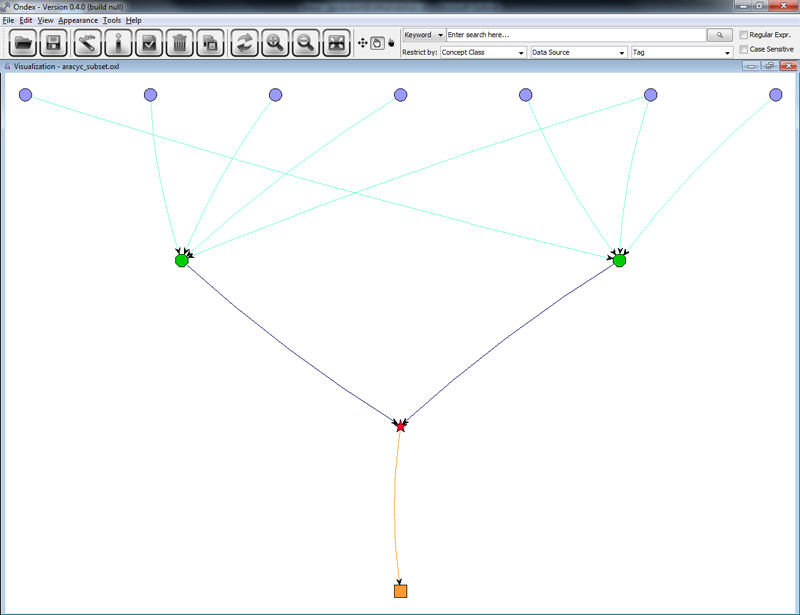 Ondex - Version 0.4.0 (build null)
File Edit View Appearance Tools Help
Keyword Enter search here... Regular Expr.
Restrict by: Concept Class Data Source Tag Case Sensitive
Visualization - aracyc_subset.oxl